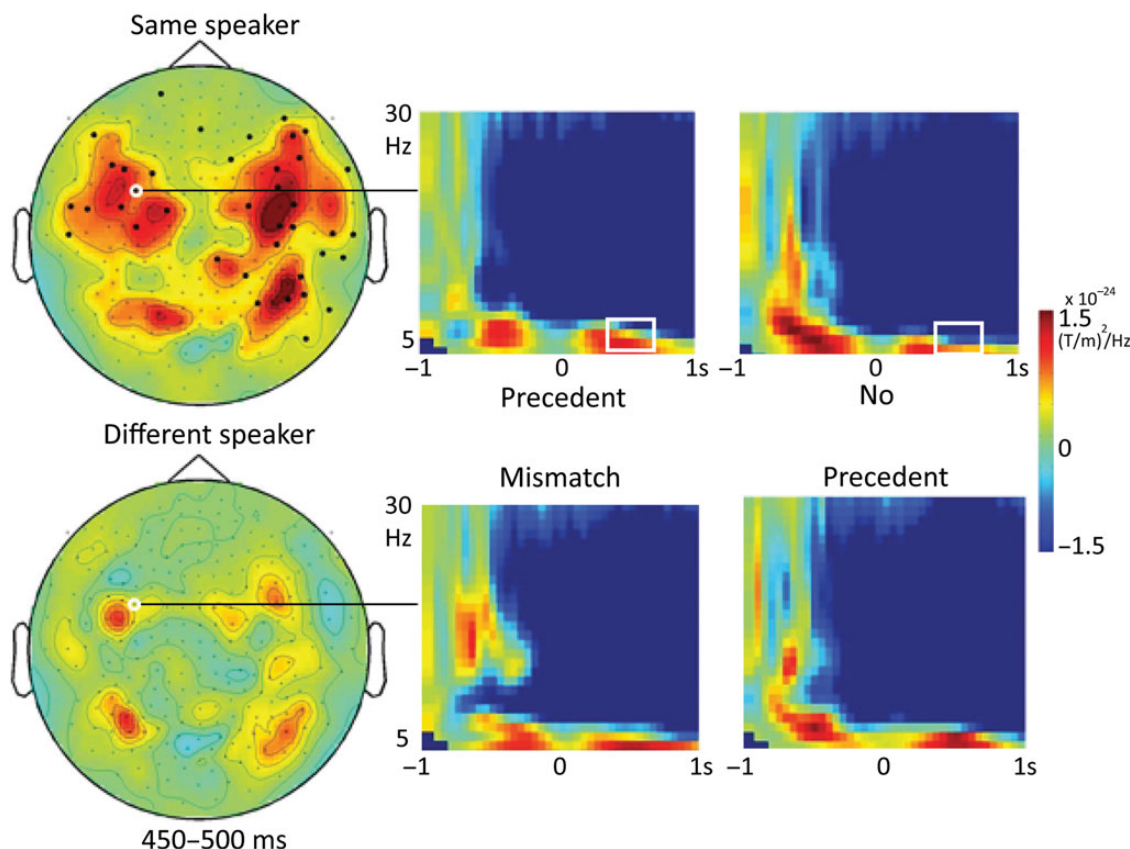 Same speaker
30
Hz
5
−1
0
1s
Precedent
−1
0
1s
No
x 10⁻²⁴
1.5
(T/m)²/Hz
0
−1.5
Different speaker
450–500 ms
Mismatch
30
Hz
5
−1
0
1s
Precedent
−1
0
1s